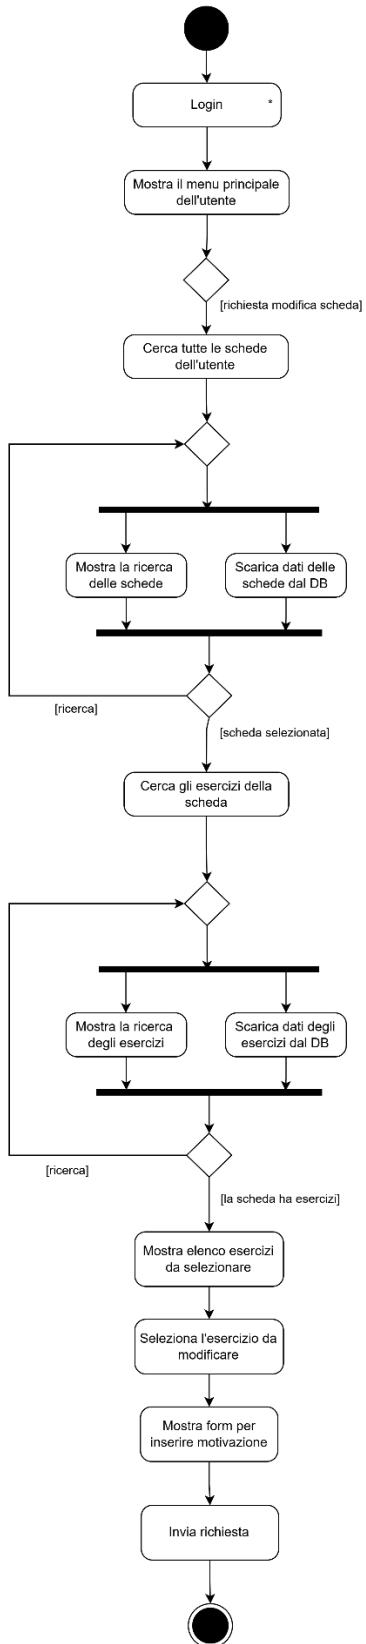 Login *
Mostra il menu principale
dell'utente
[richiesta modifica scheda]
Cerca tutte le schede
dell'utente
Mostra la ricerca
delle schede
Scarica dati delle
schede dal DB
[ricerca]
[scheda selezionata]
Cerca gli esercizi della
scheda
Mostra la ricerca
degli esercizi
Scarica dati degli
esercizi dal DB
[ricerca]
[la scheda ha esercizi]
Mostra elenco esercizi
da selezionare
Seleziona l'esercizio da
modificare
Mostra form per
inserire motivazione
Invia richiesta